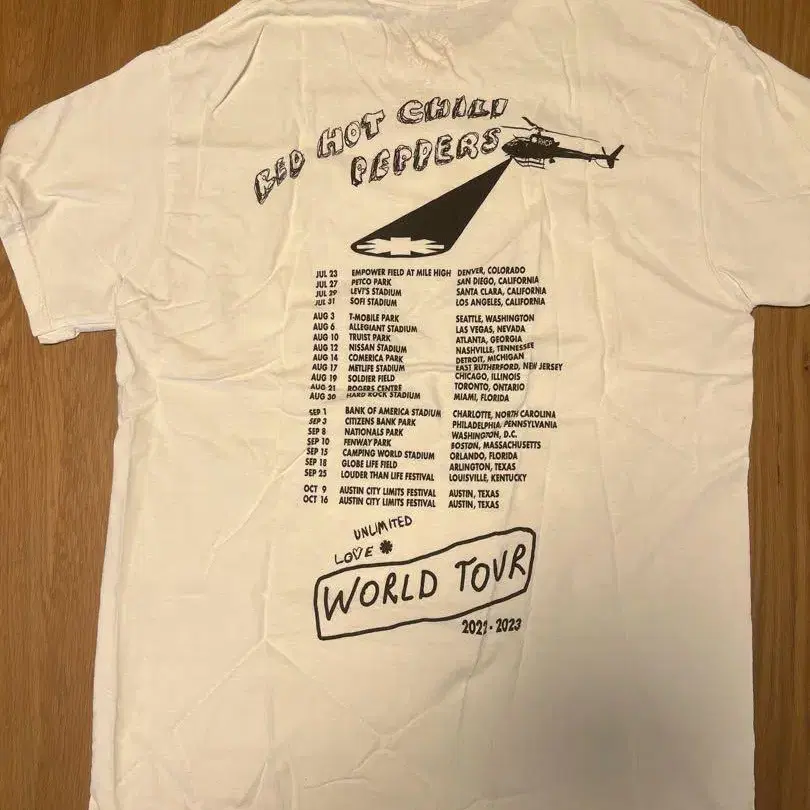 RED HOT CHILI
PEPPERS
JUL 23 EMPOWER FIELD AT MILE HIGH DENVER, COLORADO
JUL 27 PETCO PARK SAN DIEGO, CALIFORNIA
JUL 29 LEVI'S STADIUM SANTA CLARA, CALIFORNIA
JUL 31 SOFI STADIUM LOS ANGELES, CALIFORNIA
AUG 3 T-MOBILE PARK SEATTLE, WASHINGTON
AUG 6 ALLEGIANT STADIUM LAS VEGAS, NEVADA
AUG 10 TRUIST PARK ATLANTA, GEORGIA
AUG 12 NISSAN STADIUM NASHVILLE, TENNESSEE
AUG 14 COMERICA PARK DETROIT, MICHIGAN
AUG 17 METLIFE STADIUM EAST RUTHERFORD, NEW JERSEY
AUG 19 SOLDIER FIELD CHICAGO, ILLINOIS
AUG 21 ROGERS CENTRE TORONTO, ONTARIO
AUG 30 HARD ROCK STADIUM MIAMI, FLORIDA
SEP 1 BANK OF AMERICA STADIUM CHARLOTTE, NORTH CAROLINA
SEP 3 CITIZENS BANK PARK PHILADELPHIA, PENNSYLVANIA
SEP 8 NATIONALS PARK WASHINGTON, D.C.
SEP 10 FENWAY PARK BOSTON, MASSACHUSETTS
SEP 15 CAMPING WORLD STADIUM ORLANDO, FLORIDA
SEP 18 GLOBE LIFE FIELD ARLINGTON, TEXAS
SEP 25 LOUDER THAN LIFE FESTIVAL LOUISVILLE, KENTUCKY
OCT 9 AUSTIN CITY LIMITS FESTIVAL AUSTIN, TEXAS
OCT 16 AUSTIN CITY LIMITS FESTIVAL AUSTIN, TEXAS
UNLIMITED
LOVE
WORLD TOUR
2022 - 2023